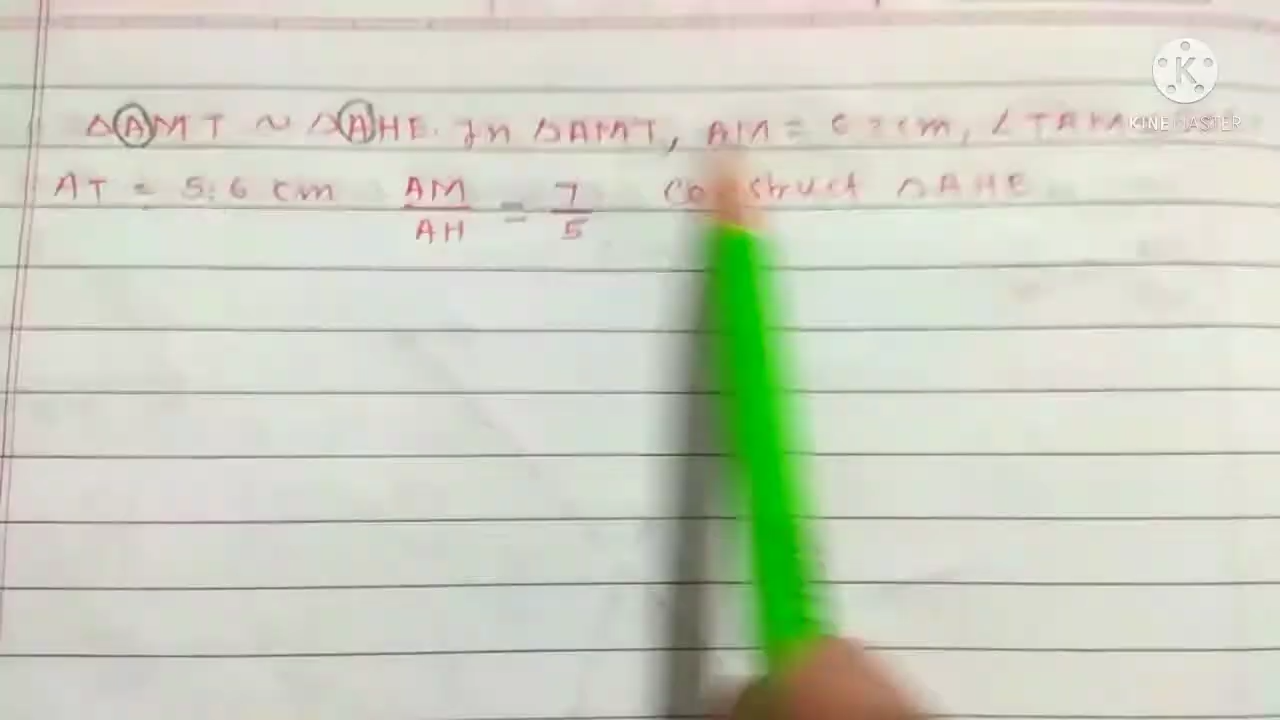 △AMT ~ △AHE. In △AMT, AM = 6.3 cm, ∠TAM
AT = 5.6 cm AM/AH = 7/5 Construct △AHE
K
KINEMASTER